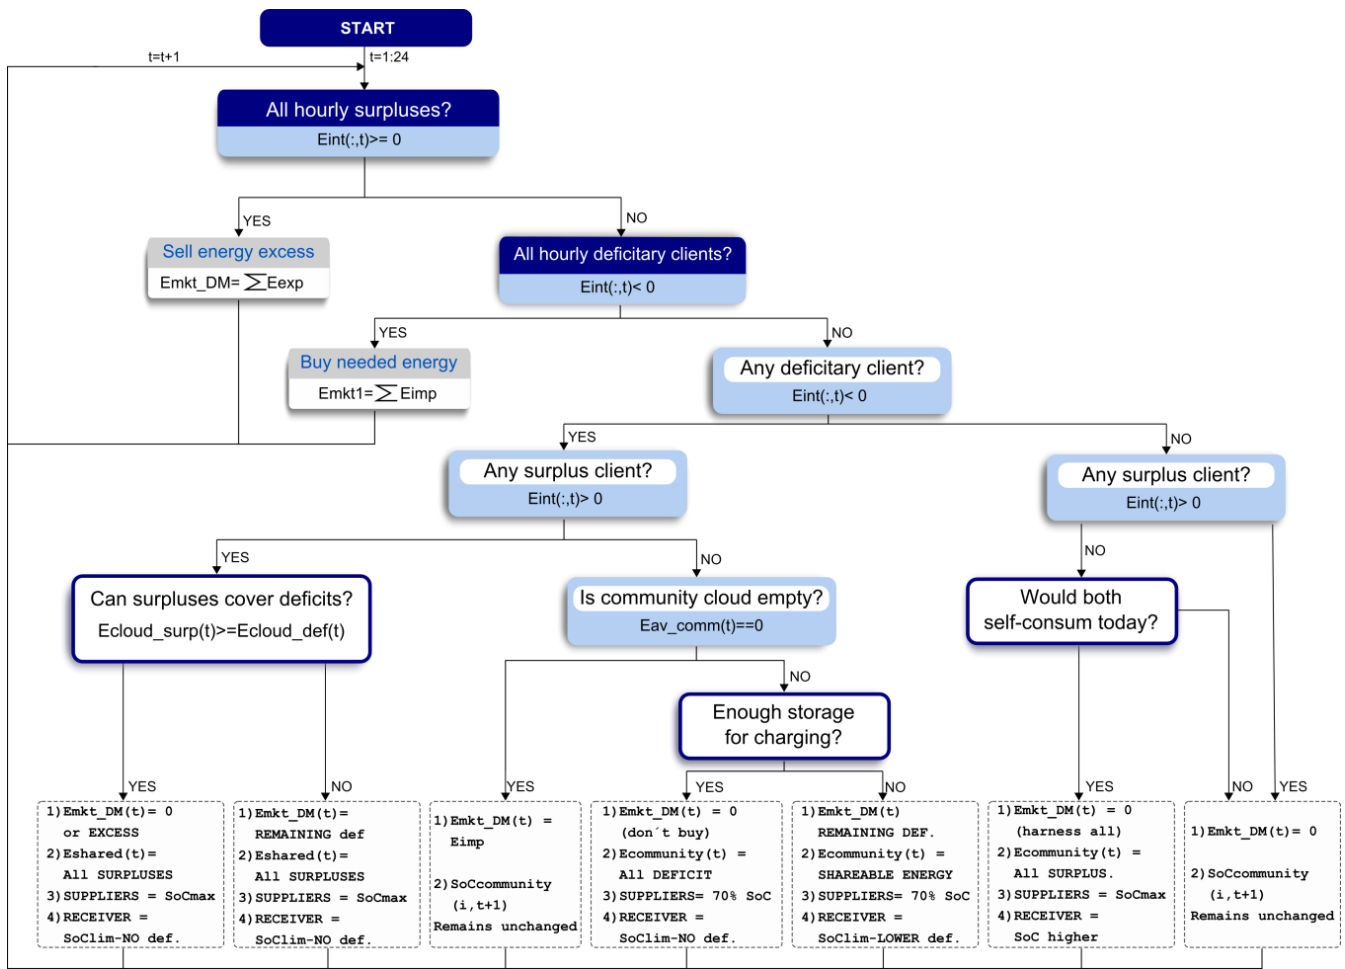 START
t=t+1
t=1:24
All hourly surpluses?
Eint(:,t)>= 0
YES
NO
Sell energy excess
Emkt_DM= ∑Eexp
All hourly deficitary clients?
Eint(:,t)< 0
YES
NO
Buy needed energy
Emkt1= ∑ Eimp
Any deficitary client?
Eint(:,t)< 0
YES
NO
Any surplus client?
Eint(:,t)> 0
Any surplus client?
Eint(:,t)> 0
YES
NO
NO
Can surpluses cover deficits?
Ecloud_surp(t)>=Ecloud_def(t)
Is community cloud empty?
Eav_comm(t)==0
Would both
self-consum today?
NO
NO
Enough storage
for charging?
YES
NO
YES
YES
NO
YES
NO
YES
1)Emkt_DM(t)= 0
or EXCESS
2)Eshared(t)=
All SURPLUSES
3)SUPPLIERS = SoCmax
4)RECEIVER =
SoClim-NO def.
1)Emkt_DM(t)=
REMAINING def
2)Eshared(t)=
All SURPLUSES
3)SUPPLIERS = SoCmax
4)RECEIVER =
SoClim-NO def.
1)Emkt_DM(t) =
Eimp
2)SoCcommunity
(i,t+1)
Remains unchanged
1)Emkt_DM(t) = 0
(don´t buy)
2)Ecommunity(t) =
All DEFICIT
3)SUPPLIERS= 70% SoC
4)RECEIVER =
SoClim-NO def.
1)Emkt_DM(t)
REMAINING DEF.
2)Ecommunity(t) =
SHAREABLE ENERGY
3)SUPPLIERS= 70% SoC
4)RECEIVER =
SoClim-LOWER def.
1)Emkt_DM(t) = 0
(harness all)
2)Ecommunity(t) =
All SURPLUS.
3)SUPPLIERS = SoCmax
4)RECEIVER =
SoC higher
1)Emkt_DM(t)= 0
2)SoCcommunity
(i,t+1)
Remains unchanged